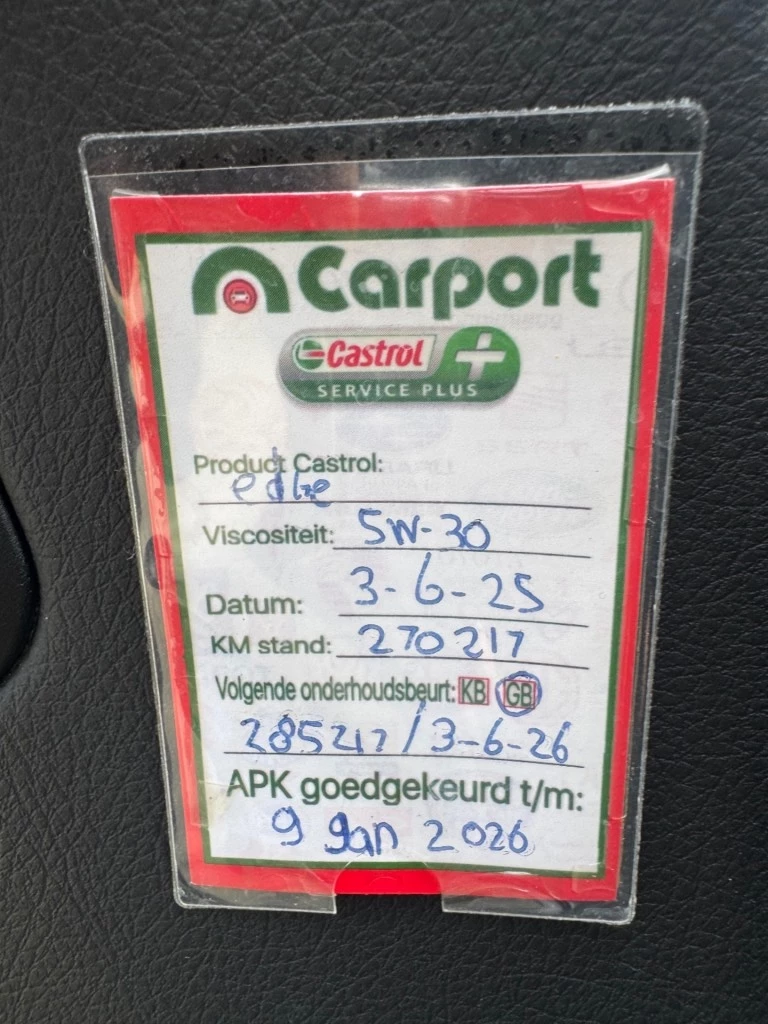 Carport
Castrol
SERVICE PLUS
Product Castrol:
edge
Viscositeit: 5W-30
Datum: 3-6-25
KM stand: 270217
Volgende onderhoudsbeurt: KB GB
285217/3-6-26
APK goedgekeurd t/m:
9 Jan 2026